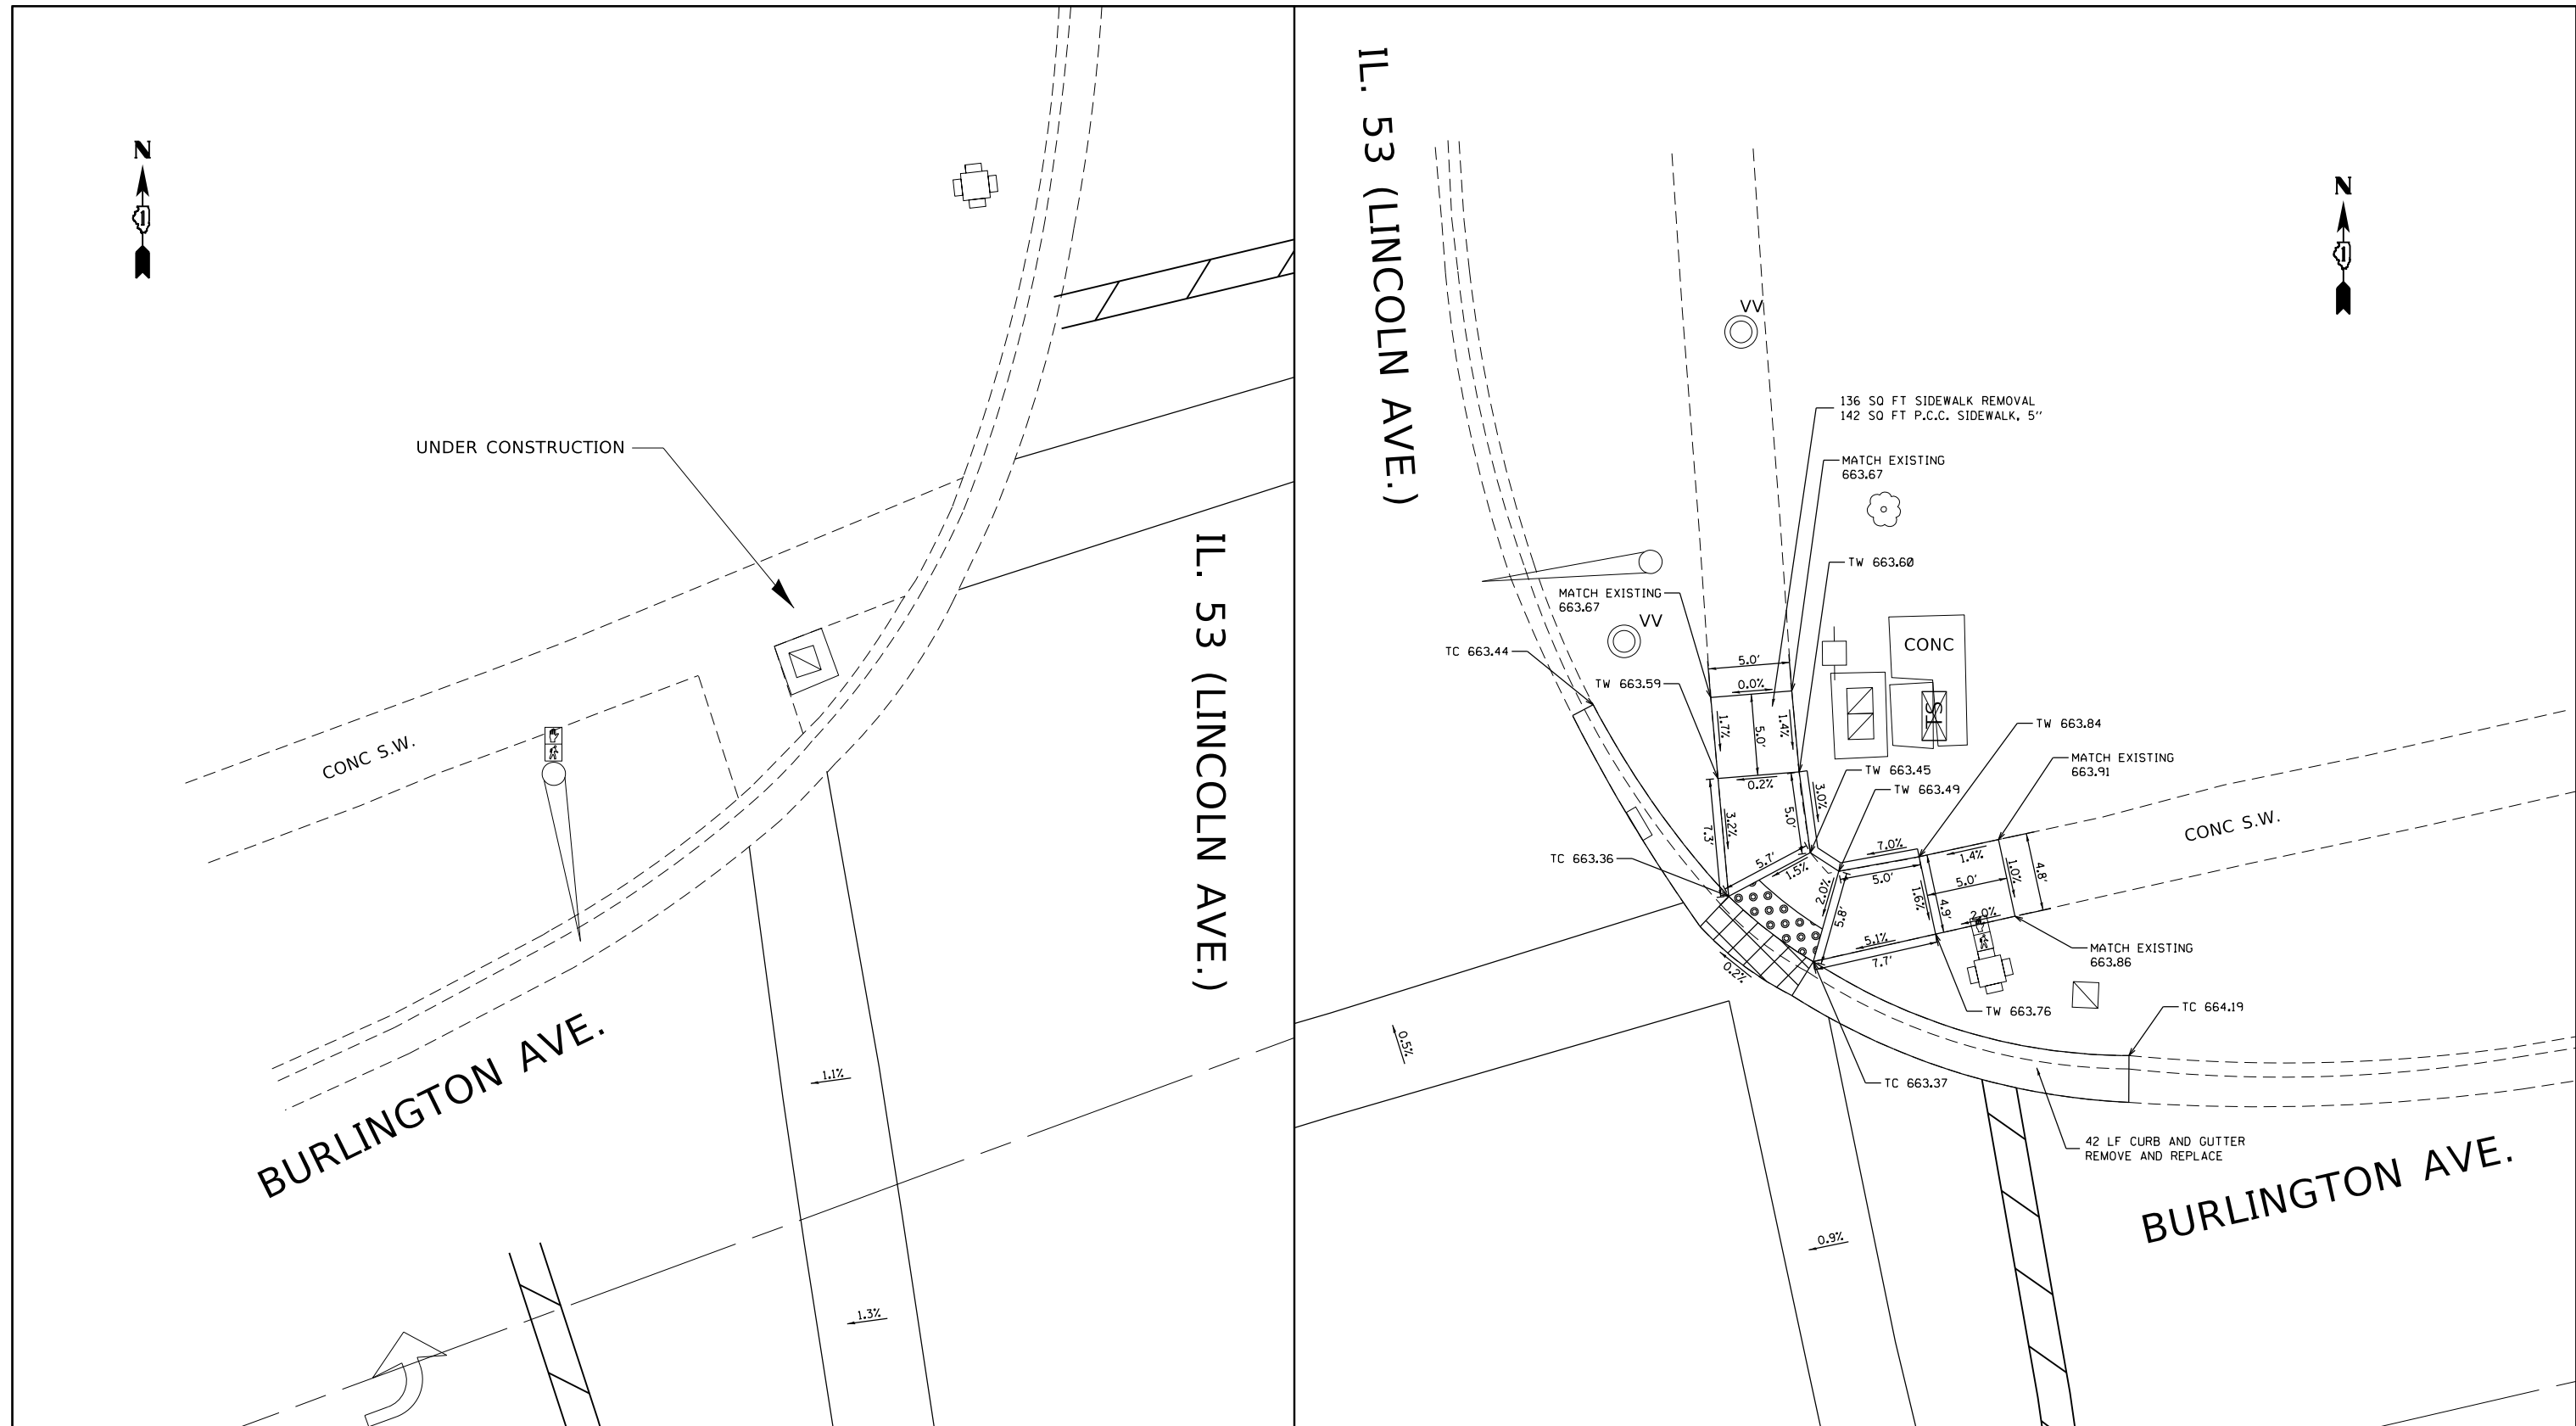 N
1
UNDER CONSTRUCTION
CONC S.W.
BURLINGTON AVE.
IL. 53 (LINCOLN AVE.)
1.1%
1.3%
IL. 53 (LINCOLN AVE.)
N
1
VV
136 SQ FT SIDEWALK REMOVAL
142 SQ FT P.C.C. SIDEWALK, 5''
MATCH EXISTING
663.67
TW 663.60
MATCH EXISTING
663.67
VV
TC 663.44
TW 663.59
CONC
ST
5.0'
0.0%
1.7%
5.0'
1.4%
0.2%
TW 663.84
MATCH EXISTING
663.91
TW 663.45
TW 663.49
3.0%
5.0'
3.2%
7.3'
TC 663.36
5.7'
1.5%
7.0%
5.0'
2.0%
5.8'
1.4%
5.0'
1.0%
4.8'
1.6%
4.9'
2.0%
5.1%
7.7'
0.2%
CONC S.W.
MATCH EXISTING
663.86
TW 663.76
TC 664.19
TC 663.37
0.5%
42 LF CURB AND GUTTER
REMOVE AND REPLACE
BURLINGTON AVE.
0.9%